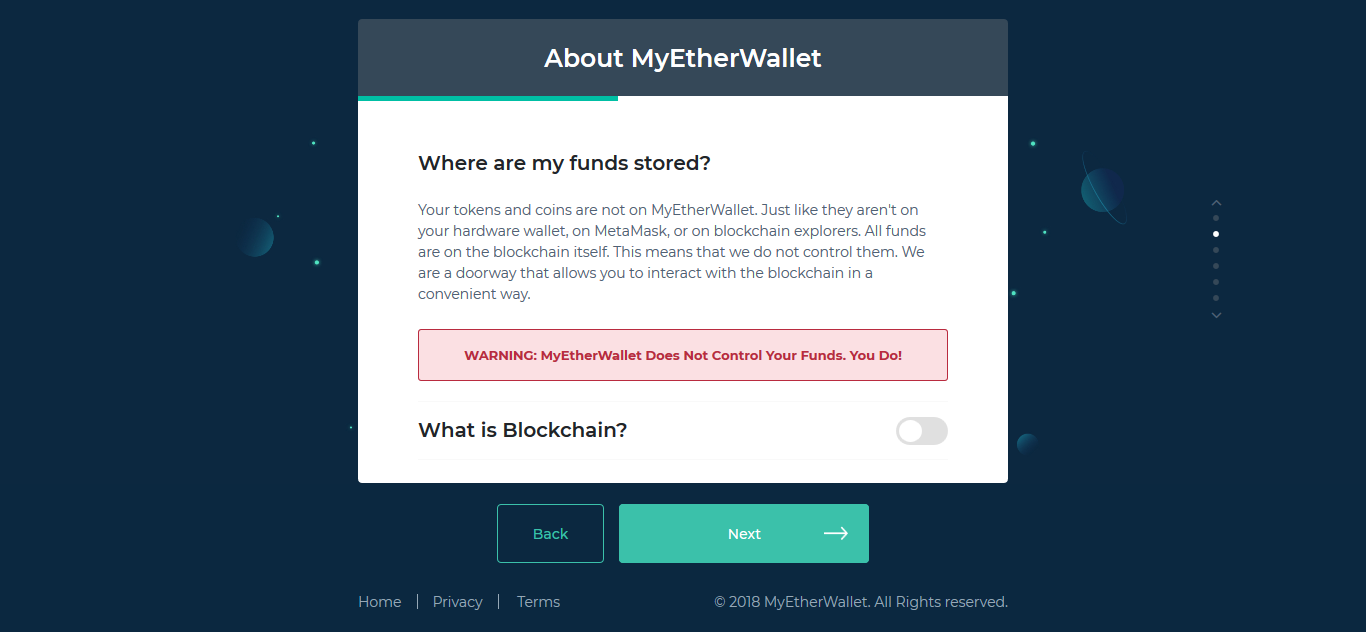 About MyEtherWallet
Where are my funds stored?
Your tokens and coins are not on MyEtherWallet. Just like they aren't on
your hardware wallet, on MetaMask, or on blockchain explorers. All funds
are on the blockchain itself. This means that we do not control them. We
are a doorway that allows you to interact with the blockchain in a
convenient way.
WARNING: MyEtherWallet Does Not Control Your Funds. You Do!
What is Blockchain?
Back
Next
Home | Privacy | Terms
© 2018 MyEtherWallet. All Rights reserved.